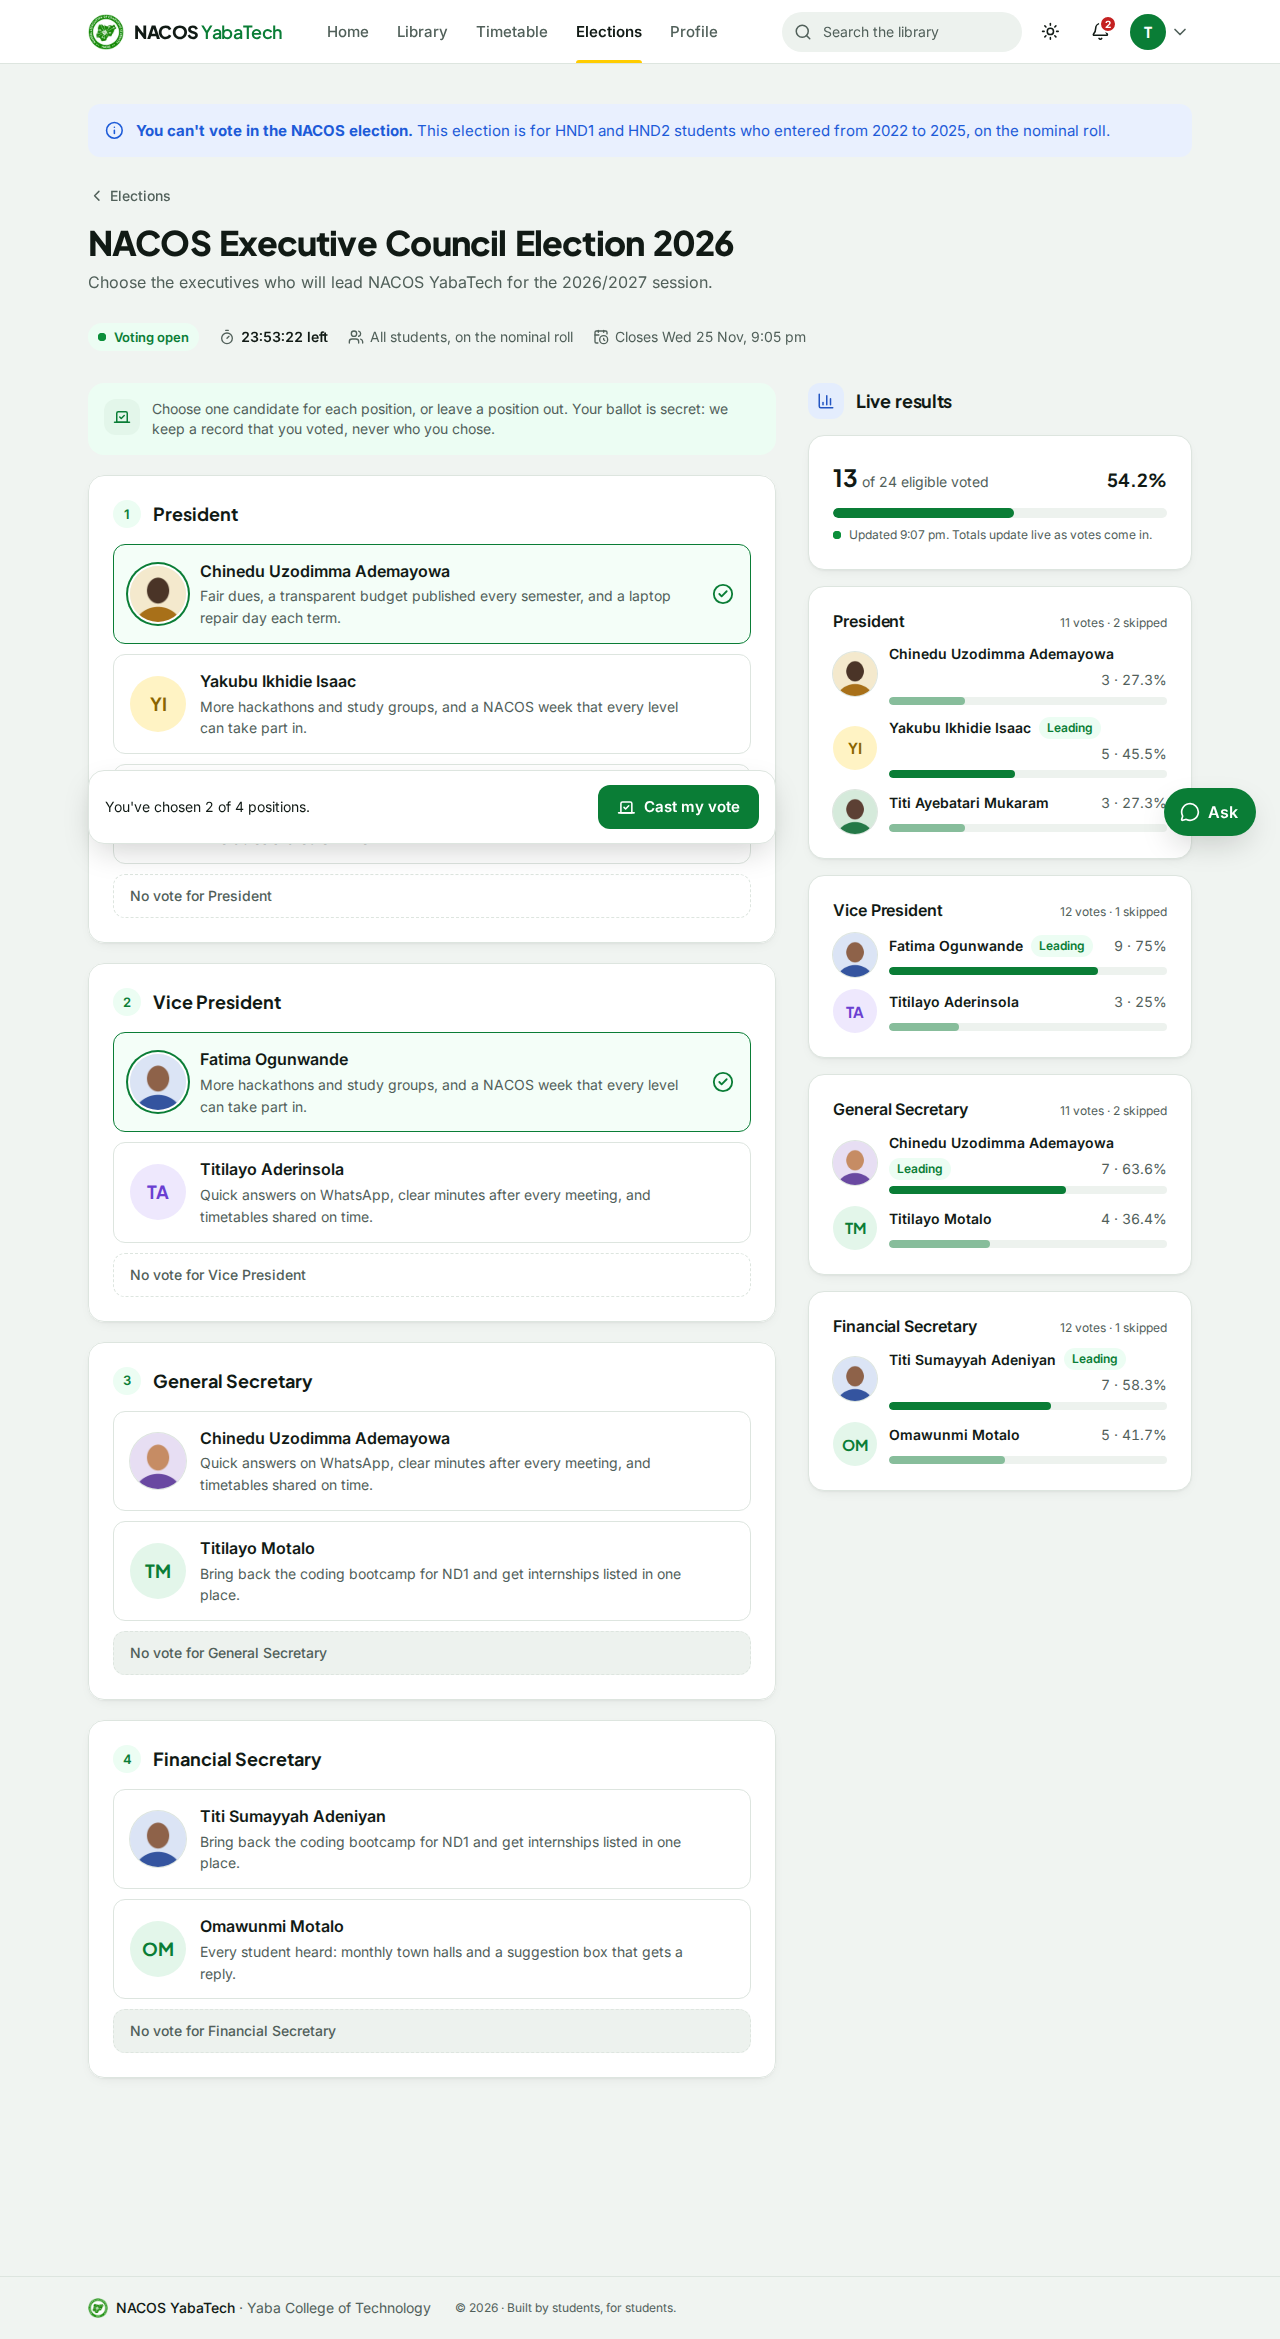 NACOS YabaTech
Home
Library
Timetable
Elections
Profile
Search the library
2
T
You can't vote in the NACOS election. This election is for HND1 and HND2 students who entered from 2022 to 2025, on the nominal roll.
Elections
NACOS Executive Council Election 2026
Choose the executives who will lead NACOS YabaTech for the 2026/2027 session.
Voting open
23:53:22 left
All students, on the nominal roll
Closes Wed 25 Nov, 9:05 pm
Choose one candidate for each position, or leave a position out. Your ballot is secret: we
keep a record that you voted, never who you chose.
1
President
Chinedu Uzodimma Ademayowa
Fair dues, a transparent budget published every semester, and a laptop
repair day each term.
YI
Yakubu Ikhidie Isaac
More hackathons and study groups, and a NACOS week that every level
can take part in.
You've chosen 2 of 4 positions.
Cast my vote
No vote for President
2
Vice President
Fatima Ogunwande
More hackathons and study groups, and a NACOS week that every level
can take part in.
TA
Titilayo Aderinsola
Quick answers on WhatsApp, clear minutes after every meeting, and
timetables shared on time.
No vote for Vice President
3
General Secretary
Chinedu Uzodimma Ademayowa
Quick answers on WhatsApp, clear minutes after every meeting, and
timetables shared on time.
TM
Titilayo Motalo
Bring back the coding bootcamp for ND1 and get internships listed in one
place.
No vote for General Secretary
4
Financial Secretary
Titi Sumayyah Adeniyan
Bring back the coding bootcamp for ND1 and get internships listed in one
place.
OM
Omawunmi Motalo
Every student heard: monthly town halls and a suggestion box that gets a
reply.
No vote for Financial Secretary
Live results
13 of 24 eligible voted
54.2%
Updated 9:07 pm. Totals update live as votes come in.
President
11 votes · 2 skipped
Chinedu Uzodimma Ademayowa
3 · 27.3%
YI
Yakubu Ikhidie Isaac
Leading
5 · 45.5%
Titi Ayebatari Mukaram
3 · 27.3%
Ask
Vice President
12 votes · 1 skipped
Fatima Ogunwande
Leading
9 · 75%
TA
Titilayo Aderinsola
3 · 25%
General Secretary
11 votes · 2 skipped
Chinedu Uzodimma Ademayowa
Leading
7 · 63.6%
TM
Titilayo Motalo
4 · 36.4%
Financial Secretary
12 votes · 1 skipped
Titi Sumayyah Adeniyan
Leading
7 · 58.3%
OM
Omawunmi Motalo
5 · 41.7%
NACOS YabaTech · Yaba College of Technology
© 2026 · Built by students, for students.